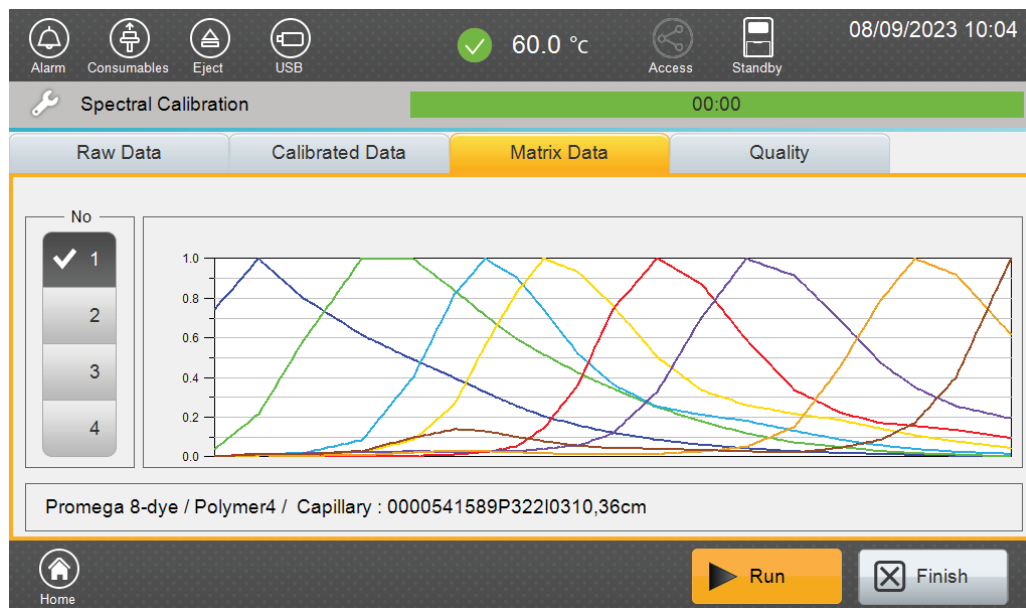 08/09/2023 10:04
60.0 °c
Alarm
Consumables
Eject
USB
Access
Standby
Spectral Calibration
00:00
Raw Data
Calibrated Data
Matrix Data
Quality
No
1
2
3
4
1.0
0.8
0.6
0.4
0.2
0.0
Promega 8-dye / Polymer4 / Capillary : 0000541589P322I0310,36cm
Run
Finish
Home